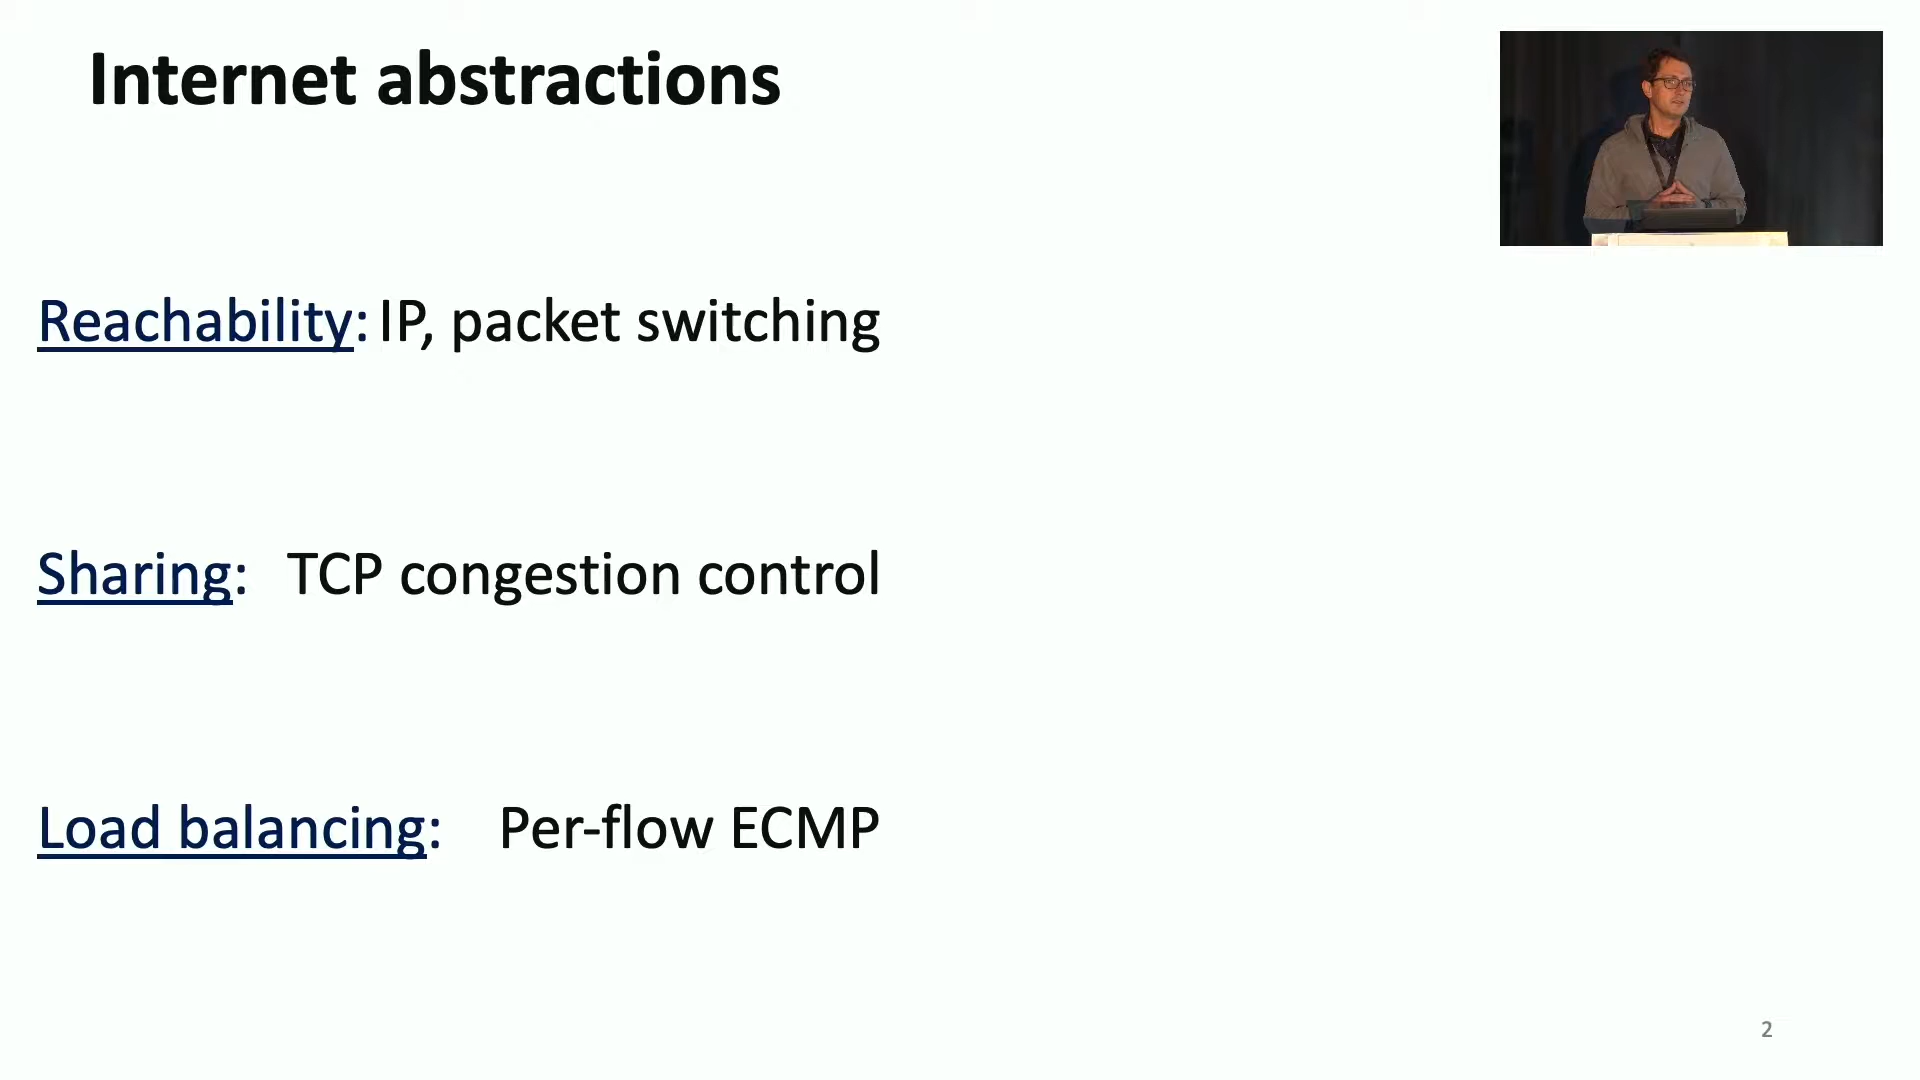 Internet abstractions
Reachability: IP, packet switching
Sharing: TCP congestion control
Load balancing: Per-flow ECMP
2